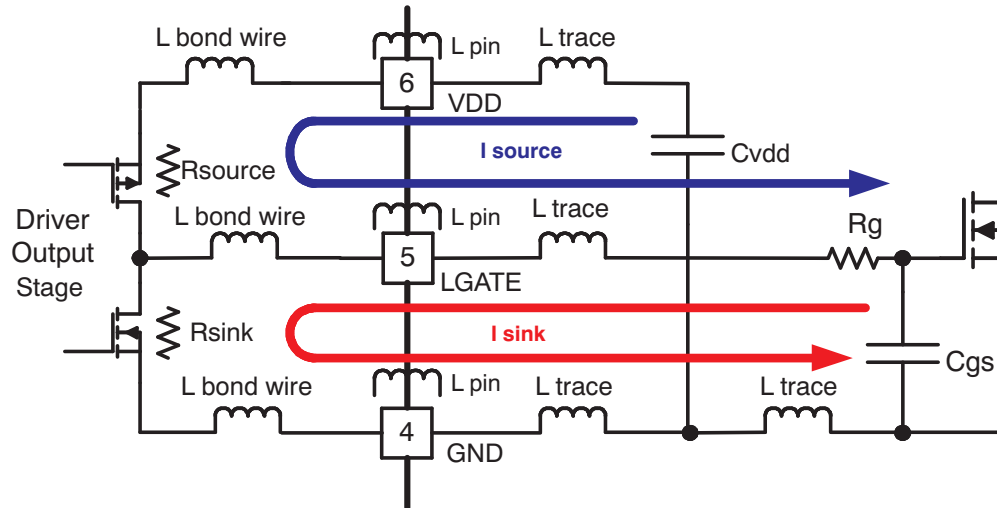 L bond wire
L pin
L trace
6
VDD
I source
Cvdd
Rsource
L bond wire
L pin
L trace
Rg
Driver
Output
Stage
5
LGATE
Rsink
I sink
L bond wire
L pin
L trace
L trace
Cgs
4
GND